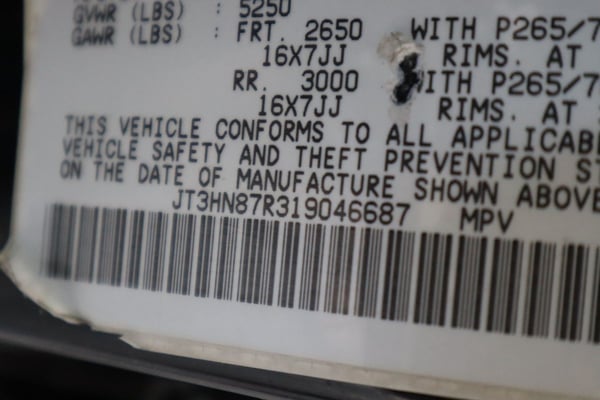 GVWR (LBS) : 5250
GAWR (LBS) : FRT. 2650 WITH P265/7
16X7JJ RIMS. AT
RR. 3000 WITH P265/7
16X7JJ RIMS. AT
THIS VEHICLE CONFORMS TO ALL APPLICAB
VEHICLE SAFETY AND THEFT PREVENTION ST
ON THE DATE OF MANUFACTURE SHOWN ABOVE
JT3HN87R319046687 MPV